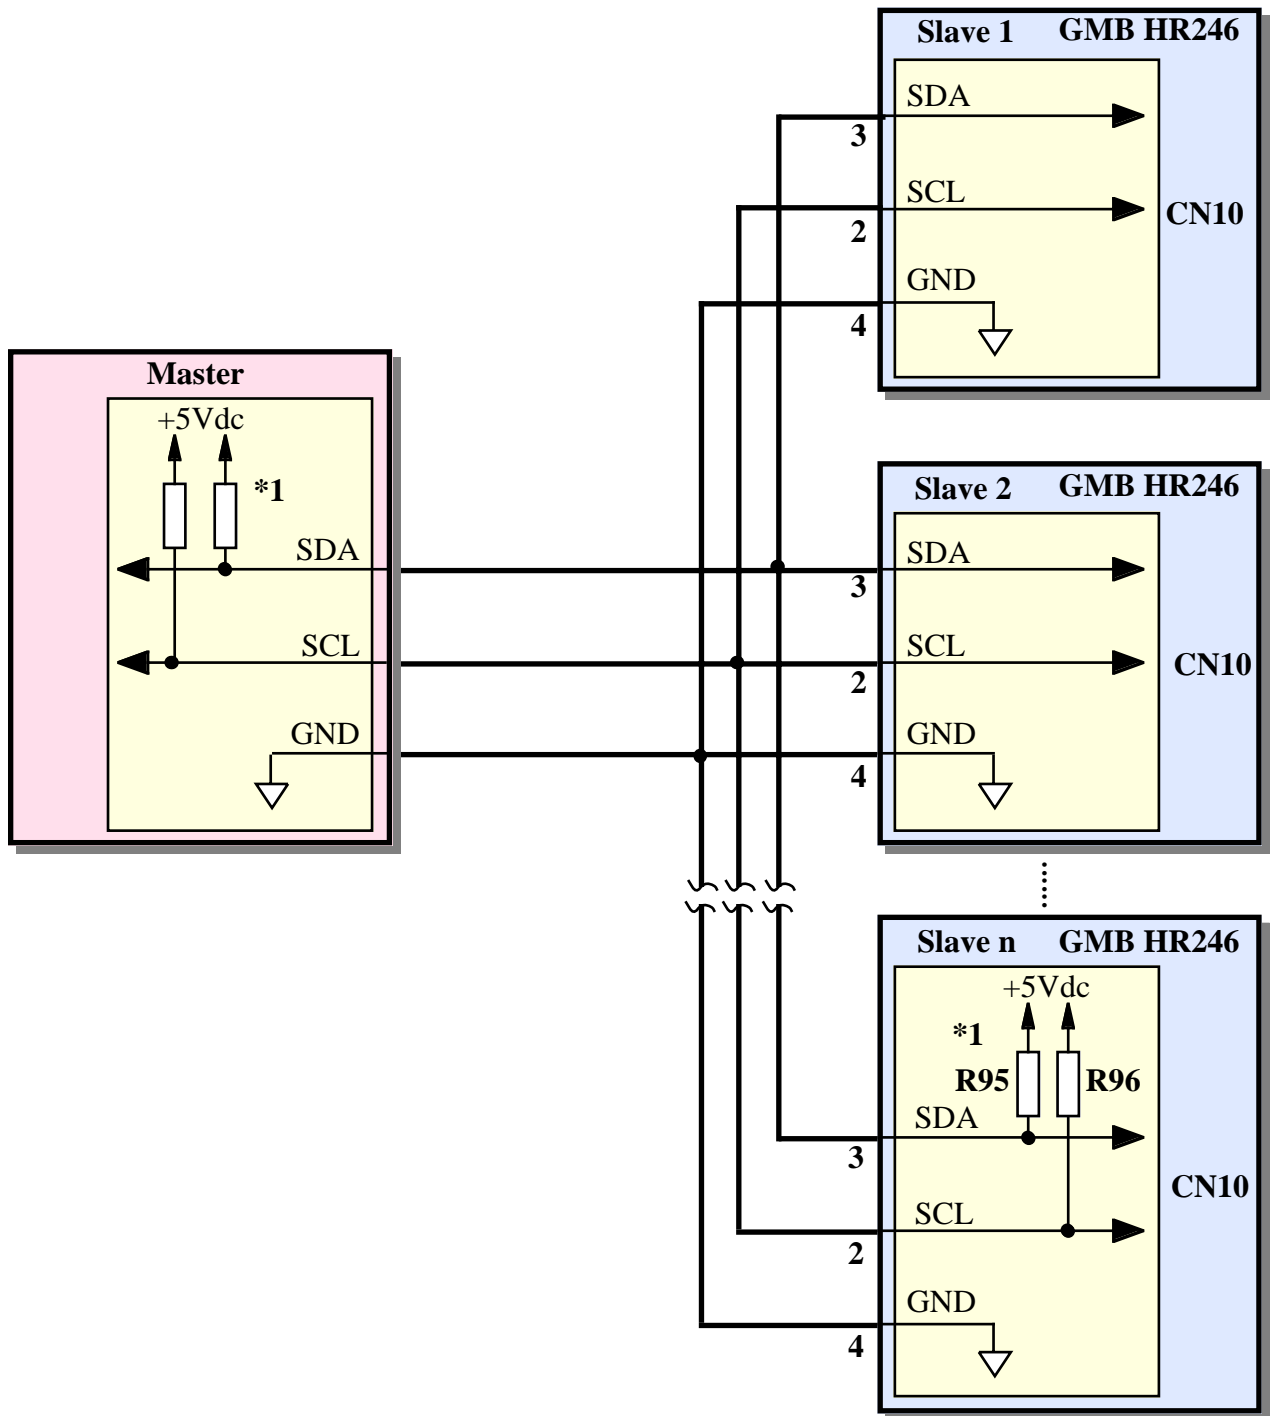 Slave 1 GMB HR246
SDA
3
SCL
2
CN10
GND
4
Master
+5Vdc
*1
SDA
SCL
GND
Slave 2 GMB HR246
SDA
3
SCL
2
CN10
GND
4
Slave n GMB HR246
+5Vdc
*1
R95 R96
SDA
3
CN10
SCL
2
GND
4